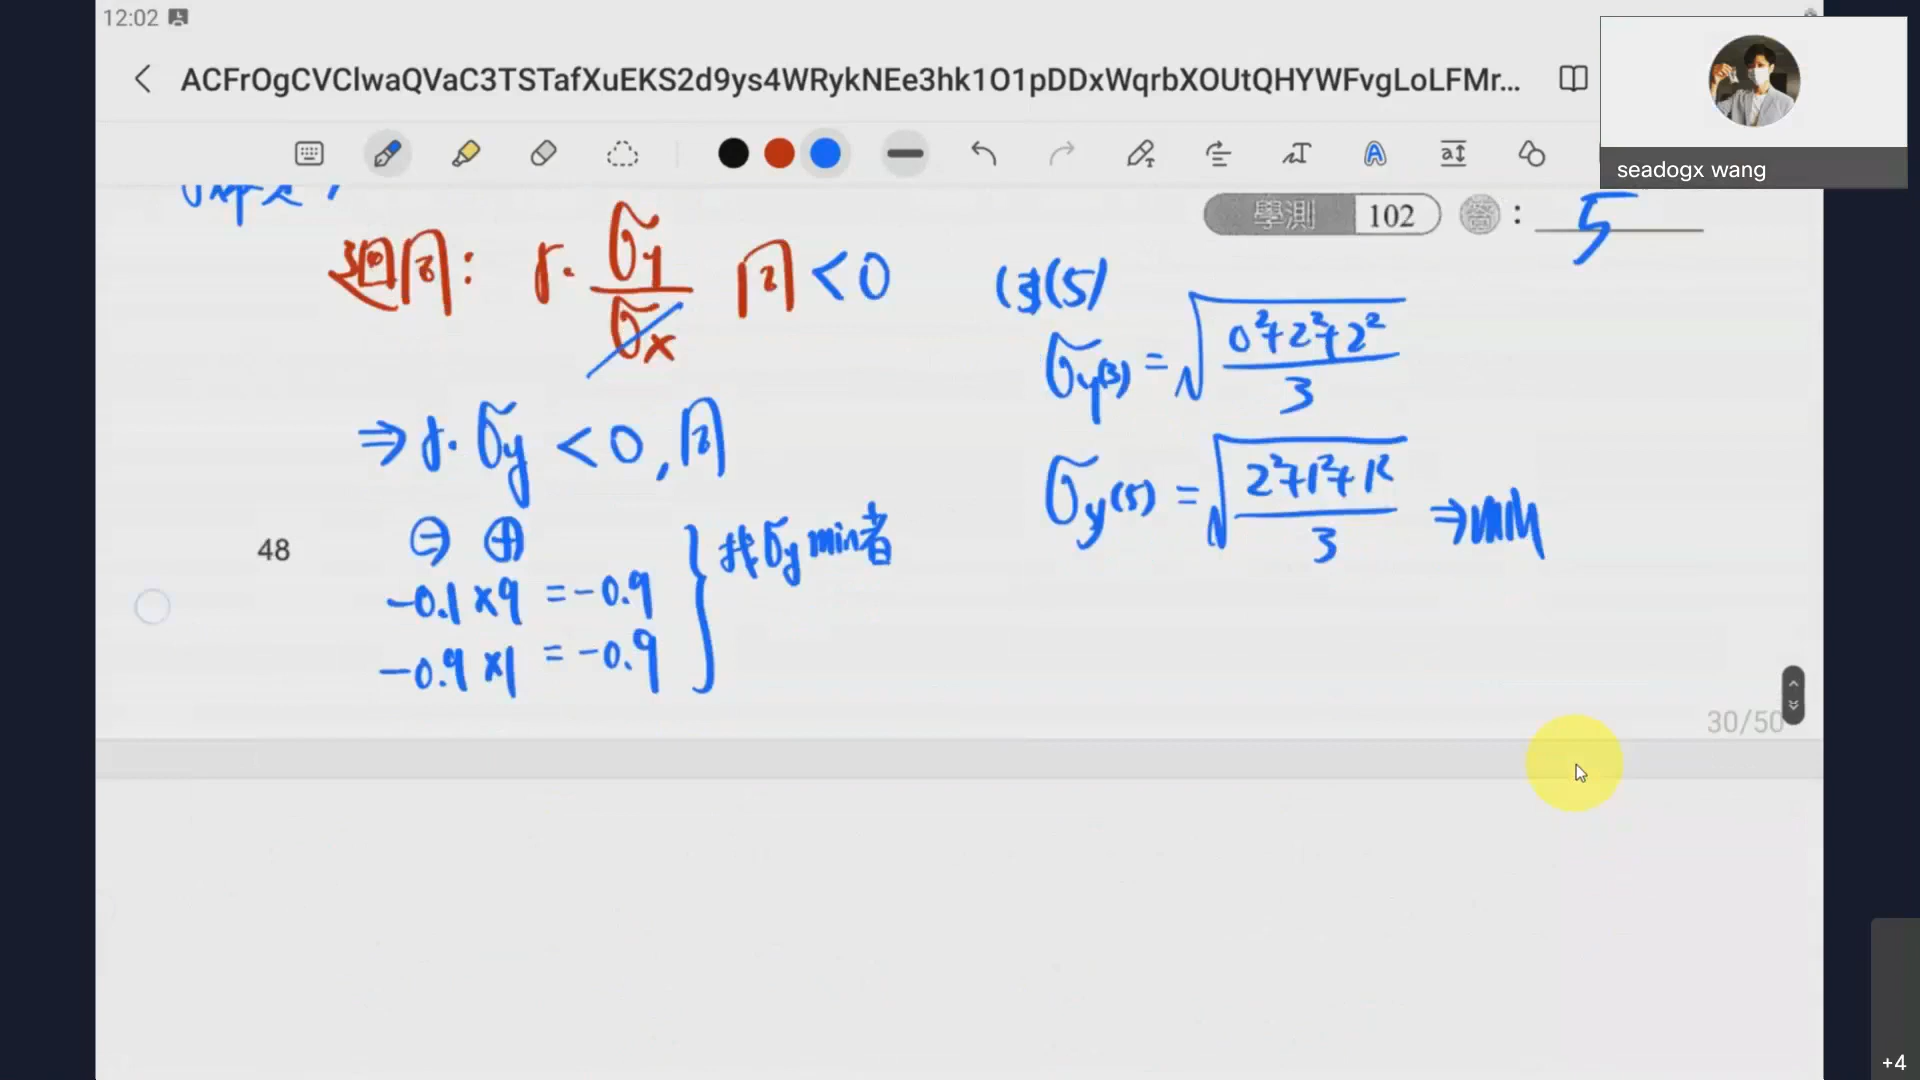 12:02
ACFrOgCVClwaQVaC3TSTafXuEKS2d9ys4WRykNEe3hk1O1pDDxWqrbXOUtQHYWFvgLoLFMr...
seadogx wang
學測 102 答: 5
迴同: r· σy/σx 同 < 0
⇒ r· σy < 0, 同
⊖ ⊕
-0.1×9 = -0.9
-0.9×1 = -0.9
找σy min者
(3)(5)
σy(3) = √(0²+2²+2²/3)
σy(5) = √(2²+1²+1²/3) ⇒ min
48
30/50
+4